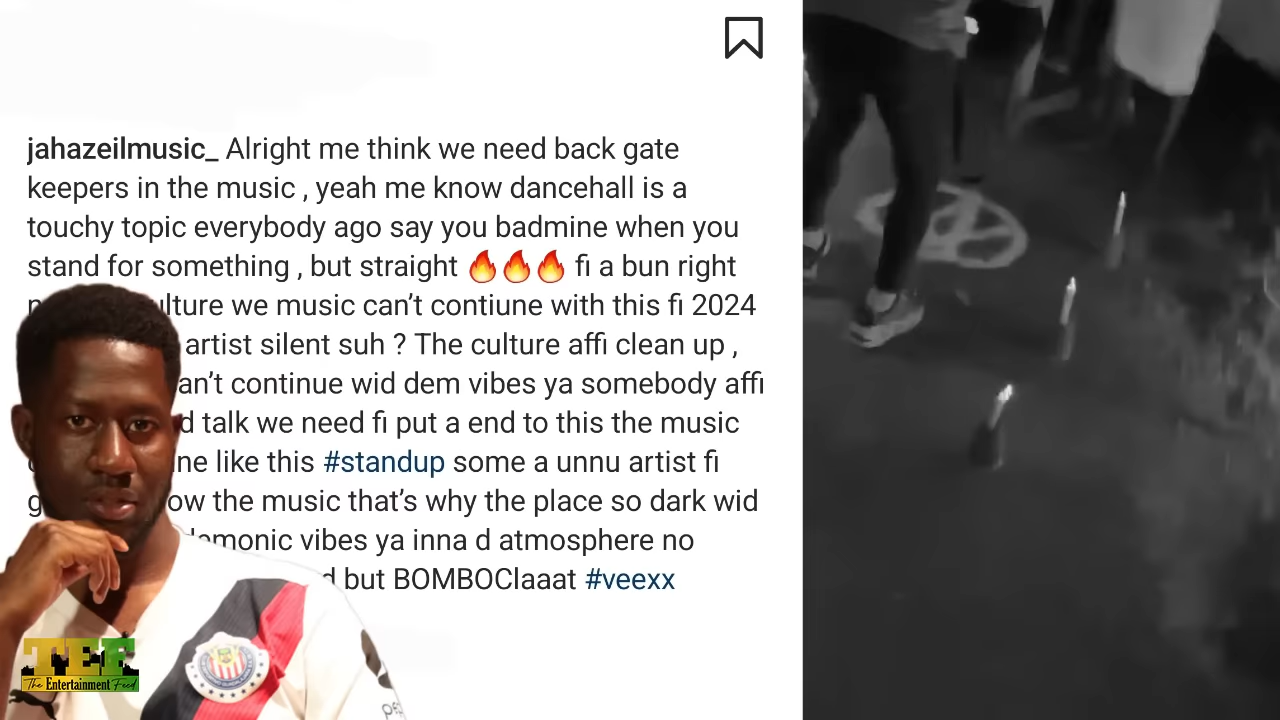 jahazeilmusic_ Alright me think we need back gate
keepers in the music , yeah me know dancehall is a
touchy topic everybody ago say you badmine when you
stand for something , but straight 🔥🔥🔥 fi a bun right
we music can't contiune with this fi 2024
artist silent suh ? The culture affi clean up ,
continue wid dem vibes ya somebody affi
talk we need fi put a end to this the music
like this #standup some a unnu artist fi
the music that's why the place so dark wid
vibes ya inna d atmosphere no
but BOMBOClaaat #veexx
TEF
The Entertainment Feed